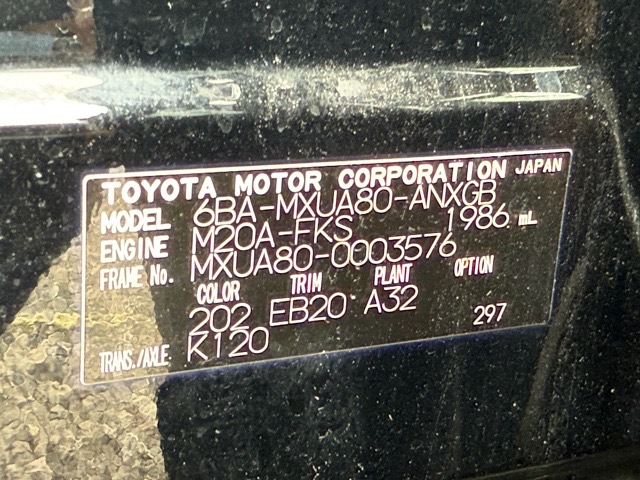 TOYOTA MOTOR CORPORATION JAPAN
MODEL 6BA-MXUA80-ANXGB
ENGINE M20A-FKS 1986 mL
FRAME No. MXUA80-0003576
COLOR TRIM PLANT OPTION
202 EB20 A32
TRANS./AXLE K120 297